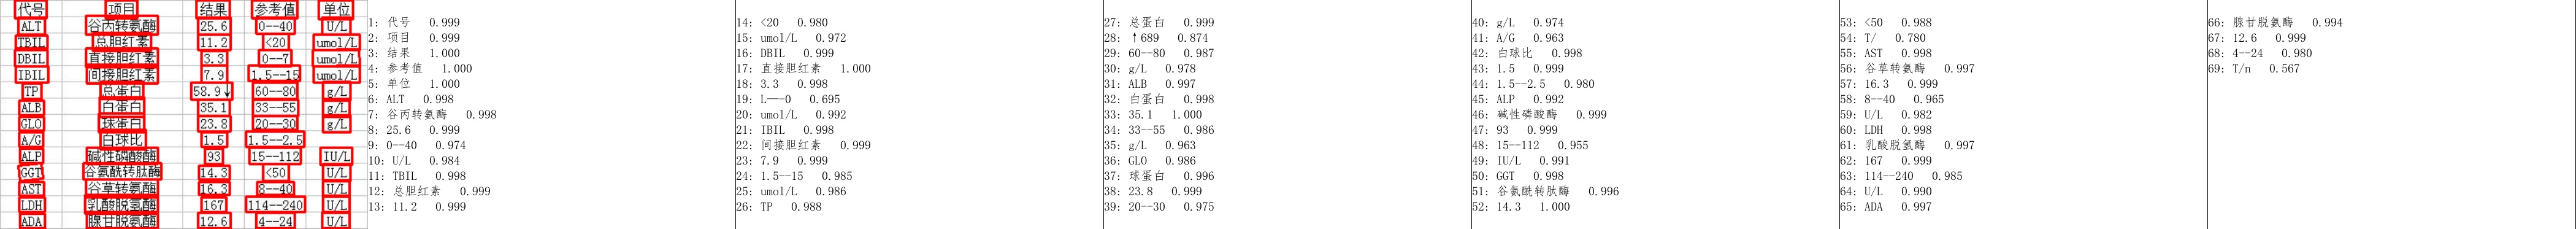 代号 项目 结果 参考值 单位
ALT 谷丙转氨酶 25.6 0--40 U/L
TBIL 总胆红素 11.2 <20 umol/L
DBIL 直接胆红素 3.3 0--7 umol/L
IBIL 间接胆红素 7.9 1.5--15 umol/L
TP 总蛋白 58.9↓ 60--80 g/L
ALB 白蛋白 35.1 33--55 g/L
GLO 球蛋白 23.8 20--30 g/L
A/G 白球比 1.5 1.5--2.5
ALP 碱性磷酸酶 93 15--112 IU/L
GGT 谷氨酰转肽酶 14.3 <50 U/L
AST 谷草转氨酶 16.3 8--40 U/L
LDH 乳酸脱氢酶 167 114--240 U/L
ADA 腺甘脱氨酶 12.6 4--24 U/L
1: 代号 0.999
2: 项目 0.999
3: 结果 1.000
4: 参考值 1.000
5: 单位 1.000
6: ALT 0.998
7: 谷丙转氨酶 0.998
8: 25.6 0.999
9: 0--40 0.974
10: U/L 0.984
11: TBIL 0.998
12: 总胆红素 0.999
13: 11.2 0.999
14: <20 0.980
15: umol/L 0.972
16: DBIL 0.999
17: 直接胆红素 1.000
18: 3.3 0.998
19: L—-0 0.695
20: umol/L 0.992
21: IBIL 0.998
22: 间接胆红素 0.999
23: 7.9 0.999
24: 1.5--15 0.985
25: umol/L 0.986
26: TP 0.988
27: 总蛋白 0.999
28: ↑689 0.874
29: 60--80 0.987
30: g/L 0.978
31: ALB 0.997
32: 白蛋白 0.998
33: 35.1 1.000
34: 33--55 0.986
35: g/L 0.963
36: GLO 0.986
37: 球蛋白 0.996
38: 23.8 0.999
39: 20--30 0.975
40: g/L 0.974
41: A/G 0.963
42: 白球比 0.998
43: 1.5 0.999
44: 1.5--2.5 0.980
45: ALP 0.992
46: 碱性磷酸酶 0.999
47: 93 0.999
48: 15--112 0.955
49: IU/L 0.991
50: GGT 0.998
51: 谷氨酰转肽酶 0.996
52: 14.3 1.000
53: <50 0.988
54: T/ 0.780
55: AST 0.998
56: 谷草转氨酶 0.997
57: 16.3 0.999
58: 8--40 0.965
59: U/L 0.982
60: LDH 0.998
61: 乳酸脱氢酶 0.997
62: 167 0.999
63: 114--240 0.985
64: U/L 0.990
65: ADA 0.997
66: 腺甘脱氨酶 0.994
67: 12.6 0.999
68: 4--24 0.980
69: T/n 0.567